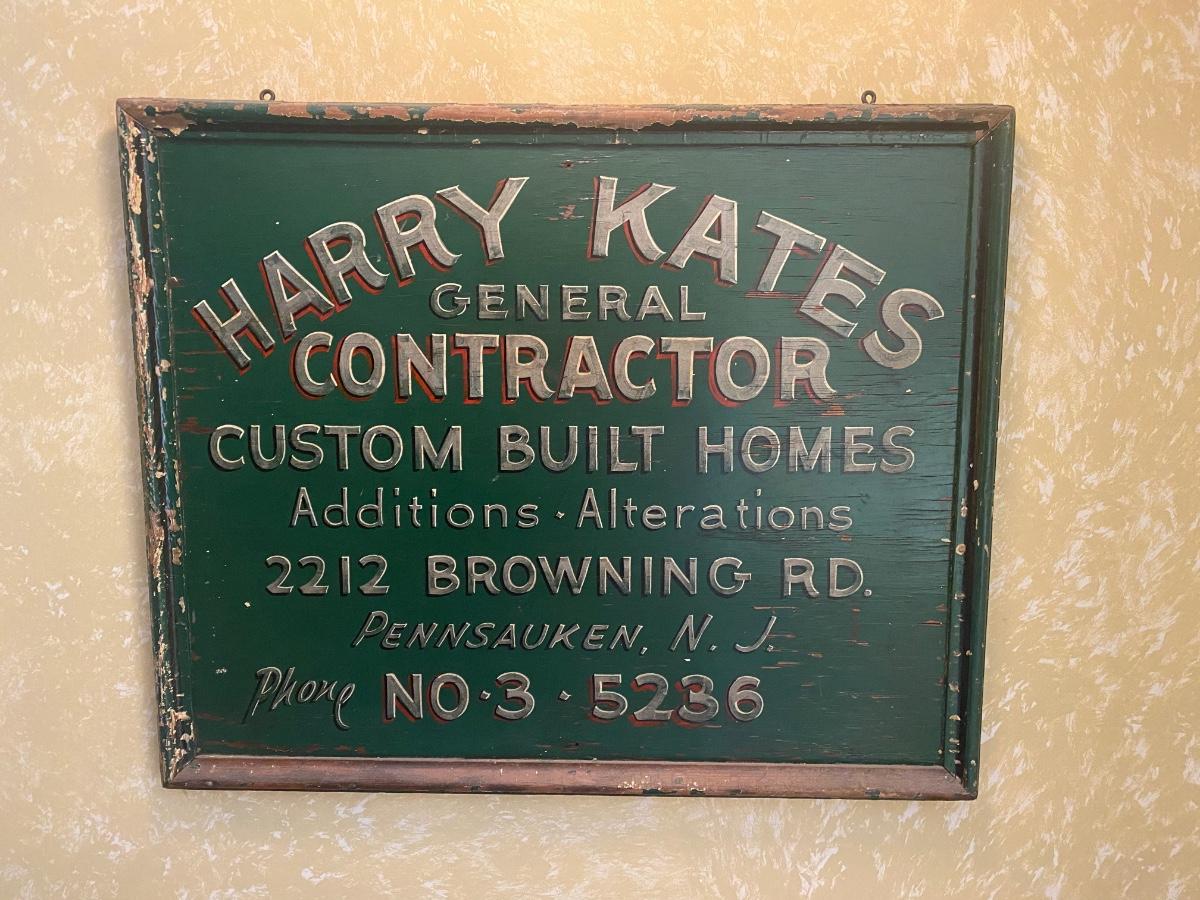 HARRY KATES
GENERAL
CONTRACTOR
CUSTOM BUILT HOMES
Additions · Alterations
2212 BROWNING RD.
PENNSAUKEN, N. J.
Phone NO·3·5236